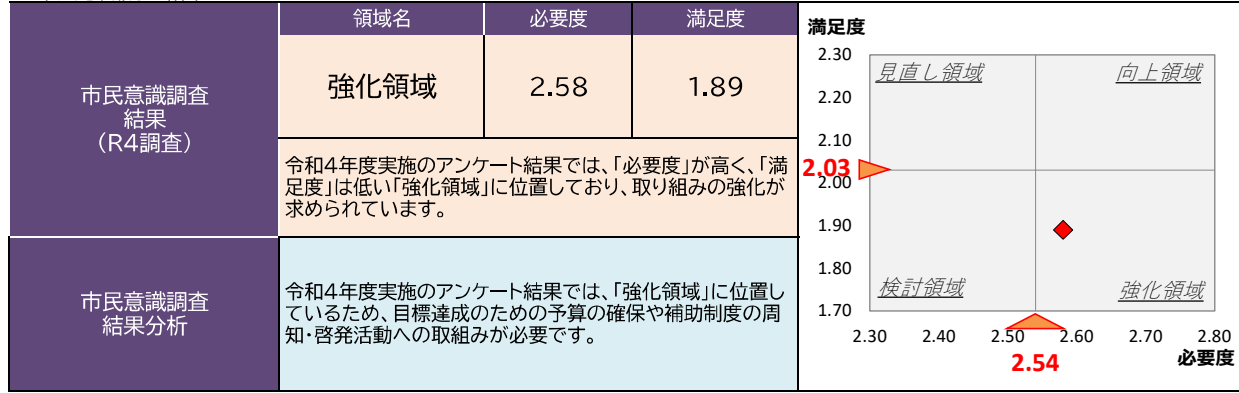 領域名
必要度
満足度
市民意識調査
結果
（R4調査）
強化領域
2.58
1.89
令和4年度実施のアンケート結果では、「必要度」が高く、「満
足度」は低い「強化領域」に位置しており、取り組みの強化が
求められています。
市民意識調査
結果分析
令和4年度実施のアンケート結果では、「強化領域」に位置し
ているため、目標達成のための予算の確保や補助制度の周
知・啓発活動への取組みが必要です。
満足度
2.30
2.20
2.10
2.03
2.00
1.90
1.80
1.70
見直し領域
向上領域
検討領域
強化領域
2.30
2.40
2.50
2.60
2.70
2.80
2.54
必要度